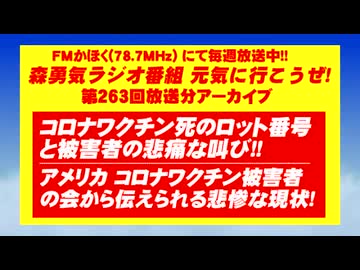 FMかほく(78.7MHz) にて毎週放送中!!
森勇気ラジオ番組 元気に行こうぜ!
第263回放送分アーカイブ
コロナワクチン死のロット番号
と被害者の悲痛な叫び!!
アメリカ コロナワクチン被害者
の会から伝えられる悲惨な現状!